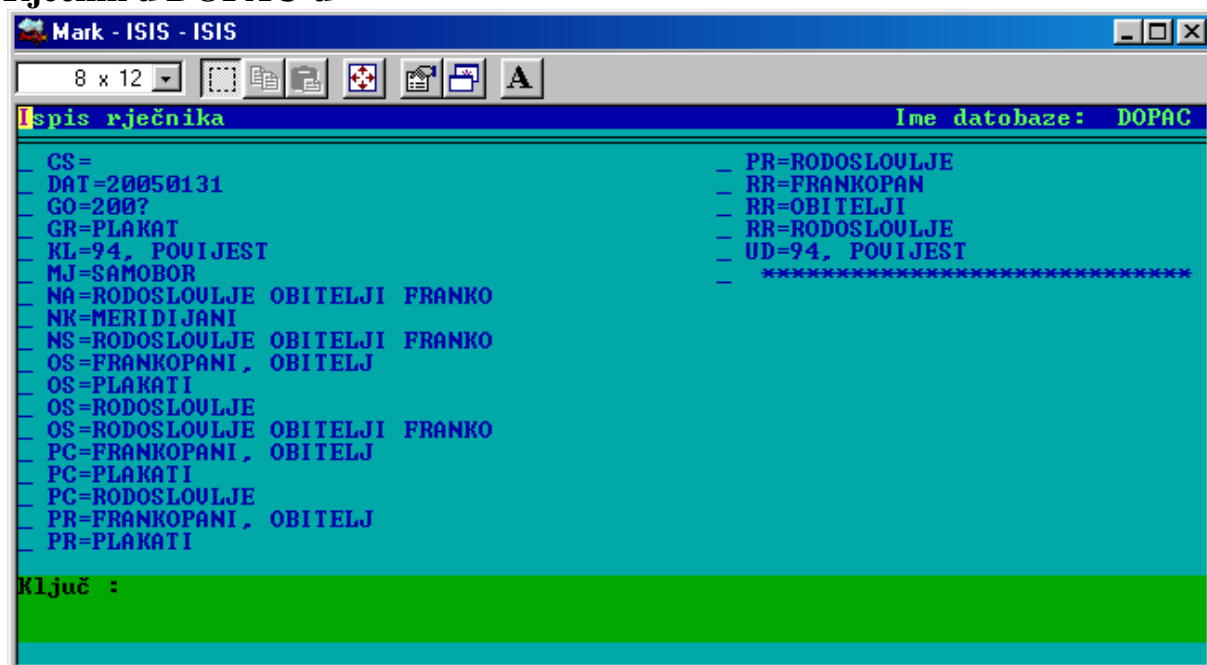 Rječnik u DOPAC-u
Mark - ISIS - ISIS
8 x 12
A
Ispis rječnika Ime datobaze: DOPAC
_ CS=
_ DAT=20050131
_ GO=200?
_ GR=PLAKAT
_ KL=94, POVIJEST
_ MJ=SAMOBOR
_ NA=RODOSLOVLJE OBITELJI FRANKO
_ NK=MERIDIJANI
_ NS=RODOSLOVLJE OBITELJI FRANKO
_ OS=FRANKOPANI, OBITELJ
_ OS=PLAKATI
_ OS=RODOSLOVLJE
_ OS=RODOSLOVLJE OBITELJI FRANKO
_ PC=FRANKOPANI, OBITELJ
_ PC=PLAKATI
_ PC=RODOSLOVLJE
_ PR=FRANKOPANI, OBITELJ
_ PR=PLAKATI
_ PR=RODOSLOVLJE
_ RR=FRANKOPAN
_ RR=OBITELJI
_ RR=RODOSLOVLJE
_ UD=94, POVIJEST
_ *****************************
Ključ :